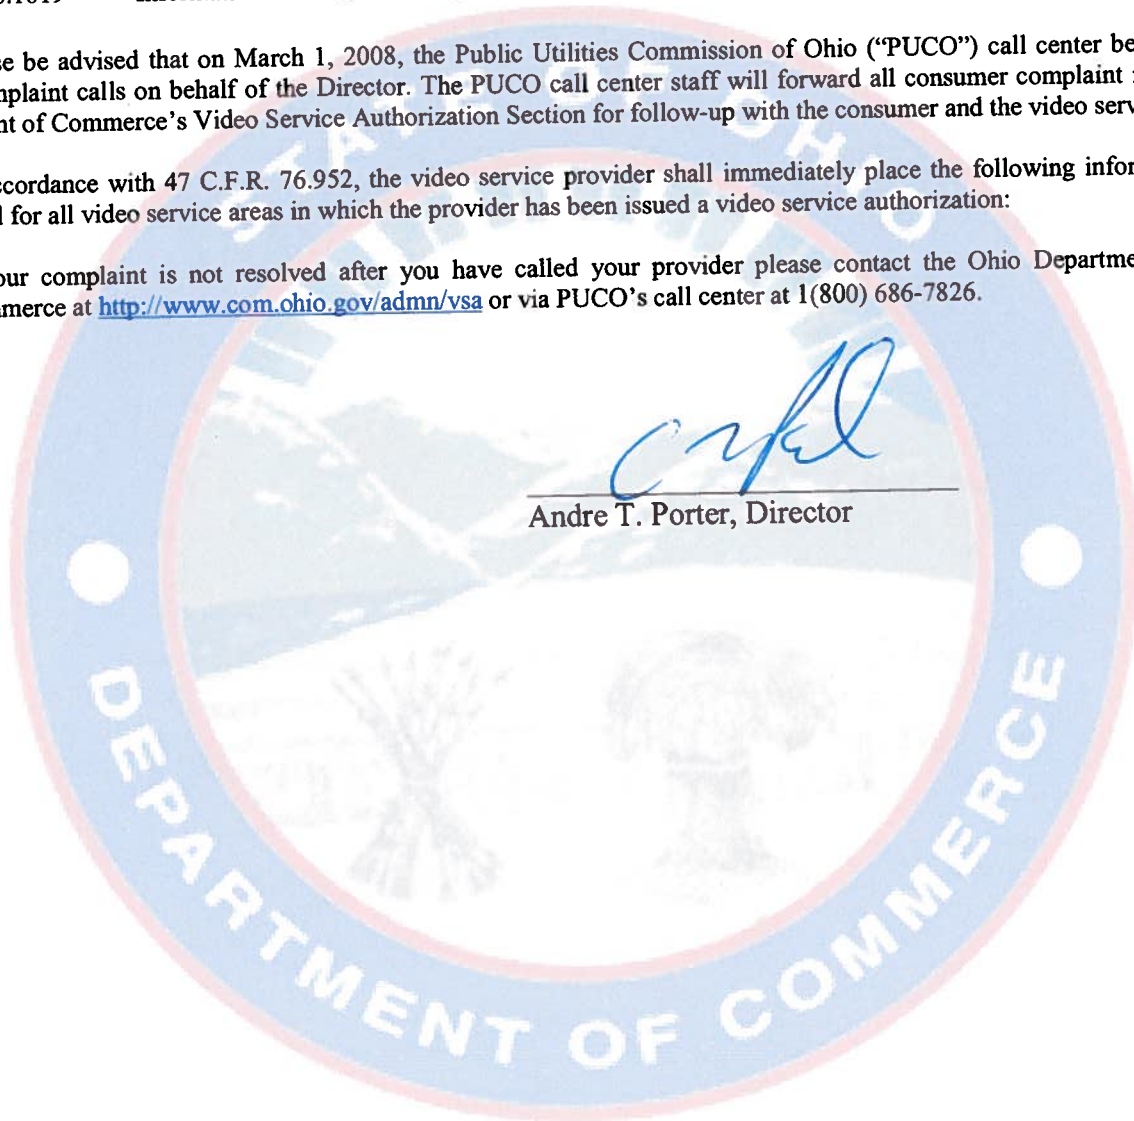 se be advised that on March 1, 2008, the Public Utilities Commission of Ohio (“PUCO”) call center be
nplaint calls on behalf of the Director. The PUCO call center staff will forward all consumer complaint
nt of Commerce's Video Service Authorization Section for follow-up with the consumer and the video serv
ccordance with 47 C.F.R. 76.952, the video service provider shall immediately place the following infor
l for all video service areas in which the provider has been issued a video service authorization:
our complaint is not resolved after you have called your provider please contact the Ohio Departme
nmerce at http://www.com.ohio.gov/admn/vsa or via PUCO's call center at 1(800) 686-7826.
Andre T. Porter, Director
STATE OF OHIO
DEPARTMENT OF COMMERCE